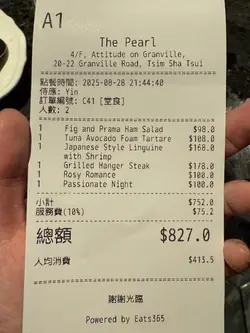 A1
The Pearl
4/F, Attitude on Granville,
20-22 Granville Road, Tsim Sha Tsui
點餐時間: 2025-08-28 21:44:40
侍應: Yin
訂單編號: C41 [堂食]
人數: 2
1 Fig and Prama Ham Salad $98.0
1 Tuna Avocado Foam Tartare $108.0
1 Japanese Style Linguine $168.0
with Shrimp
1 Grilled Hanger Steak $178.0
1 Rosy Romance $108.0
1 Passionate Night $108.0
小計 $752.0
服務費(10%) $75.2
總額 $827.0
人均消費 $413.5
謝謝光臨
Powered by Eats365